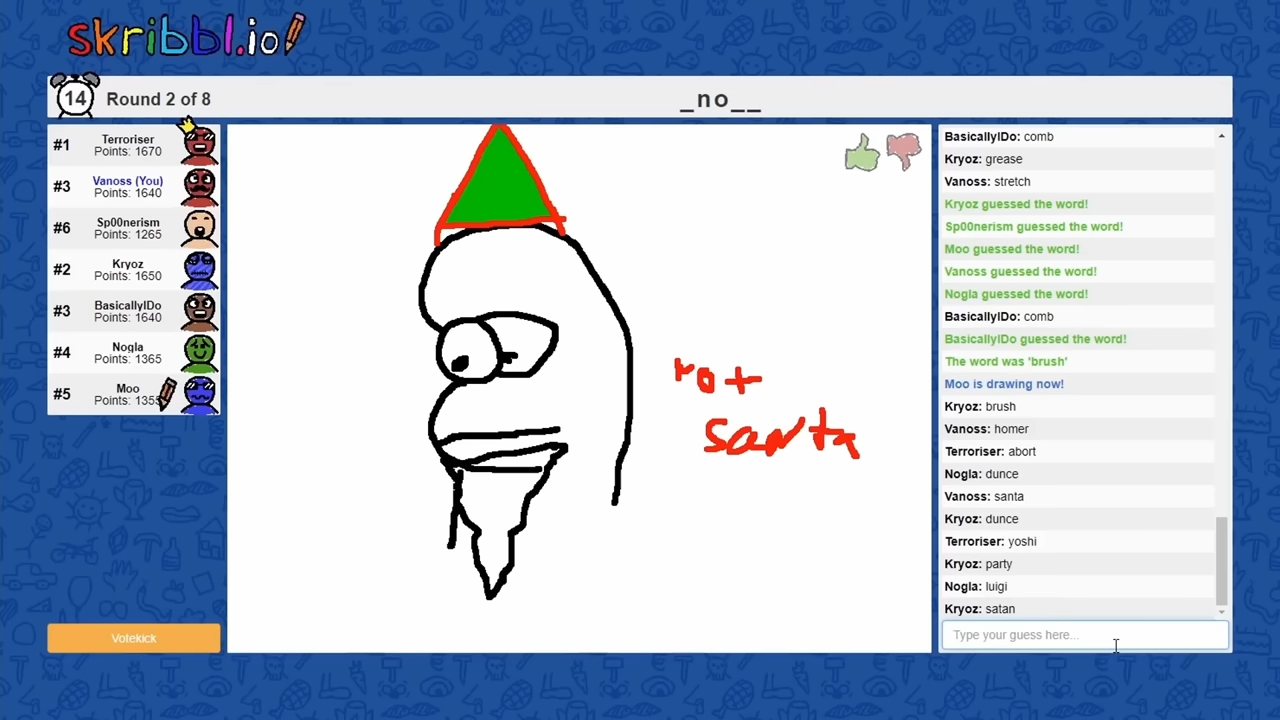 skribbl.io
14 Round 2 of 8
_no__
#1 Terroriser
Points: 1670
#3 Vanoss (You)
Points: 1640
#6 Sp00nerism
Points: 1265
#2 Kryoz
Points: 1650
#3 BasicallyIDo
Points: 1640
#4 Nogla
Points: 1365
#5 Moo
Points: 1355
Votekick
not
santa
BasicallyIDo: comb
Kryoz: grease
Vanoss: stretch
Kryoz guessed the word!
Sp00nerism guessed the word!
Moo guessed the word!
Vanoss guessed the word!
Nogla guessed the word!
BasicallyIDo: comb
BasicallyIDo guessed the word!
The word was 'brush'
Moo is drawing now!
Kryoz: brush
Vanoss: homer
Terroriser: abort
Nogla: dunce
Vanoss: santa
Kryoz: dunce
Terroriser: yoshi
Kryoz: party
Nogla: luigi
Kryoz: satan
Type your guess here...